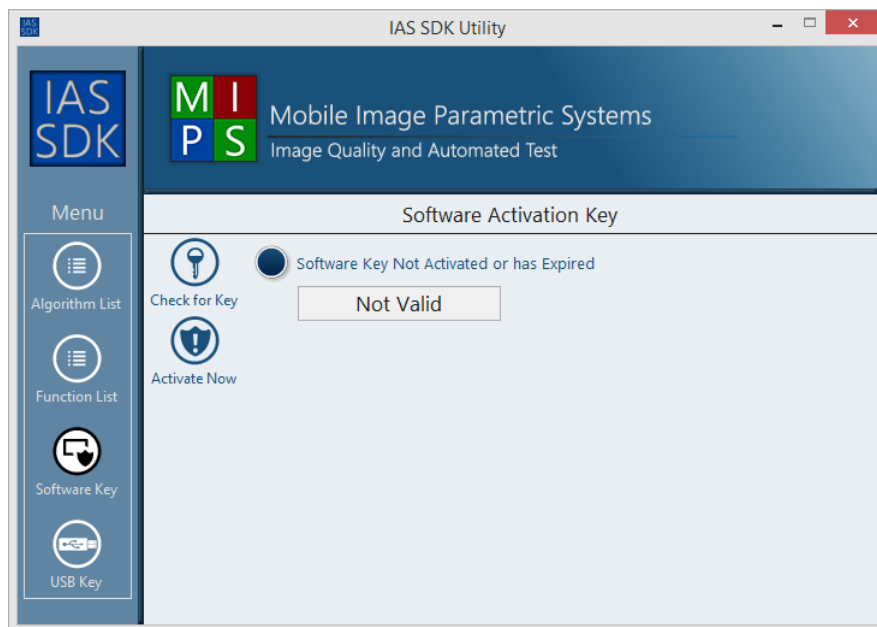 IAS
SDK
IAS SDK Utility
IAS
SDK
M I
P S
Mobile Image Parametric Systems
Image Quality and Automated Test
Menu
Algorithm List
Function List
Software Key
USB Key
Software Activation Key
Check for Key
Software Key Not Activated or has Expired
Not Valid
Activate Now